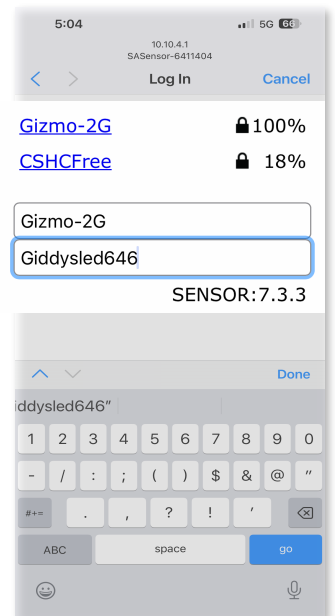 5:04 5G 66
10.10.4.1
SASensor-6411404
Log In Cancel
Gizmo-2G 100%
CSHCFree 18%
Gizmo-2G
Giddysled646
SENSOR:7.3.3
Done
iddysled646"
1 2 3 4 5 6 7 8 9 0
- / : ; ( ) $ & @ "
#+= . , ? ! '
ABC space go